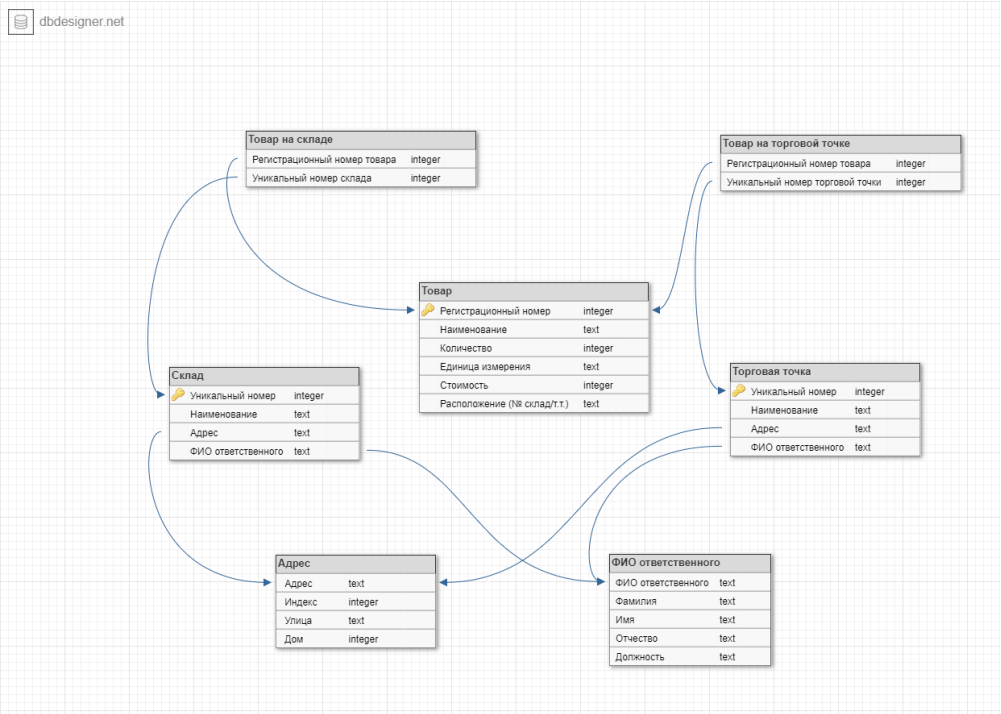 dbdesigner.net
Товар на складе
Регистрационный номер товара integer
Уникальный номер склада integer
Товар на торговой точке
Регистрационный номер товара integer
Уникальный номер торговой точки integer
Товар
Регистрационный номер integer
Наименование text
Количество integer
Единица измерения text
Стоимость integer
Расположение (№ склад/т.т.) text
Склад
Уникальный номер integer
Наименование text
Адрес text
ФИО ответственного text
Торговая точка
Уникальный номер integer
Наименование text
Адрес text
ФИО ответственного text
Адрес
Адрес text
Индекс integer
Улица text
Дом integer
ФИО ответственного
ФИО ответственного text
Фамилия text
Имя text
Отчество text
Должность text